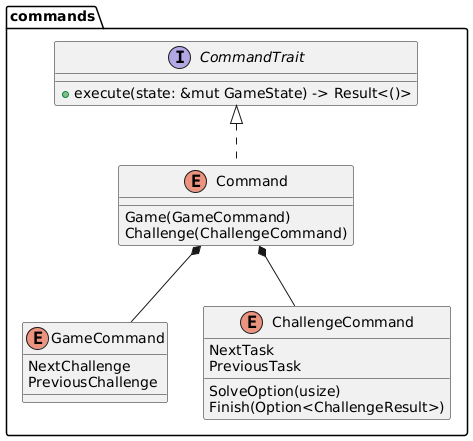 commands
I CommandTrait
execute(state: &mut GameState) -> Result<()>
E Command
Game(GameCommand)
Challenge(ChallengeCommand)
E GameCommand
NextChallenge
PreviousChallenge
E ChallengeCommand
NextTask
PreviousTask
SolveOption(usize)
Finish(Option<ChallengeResult>)